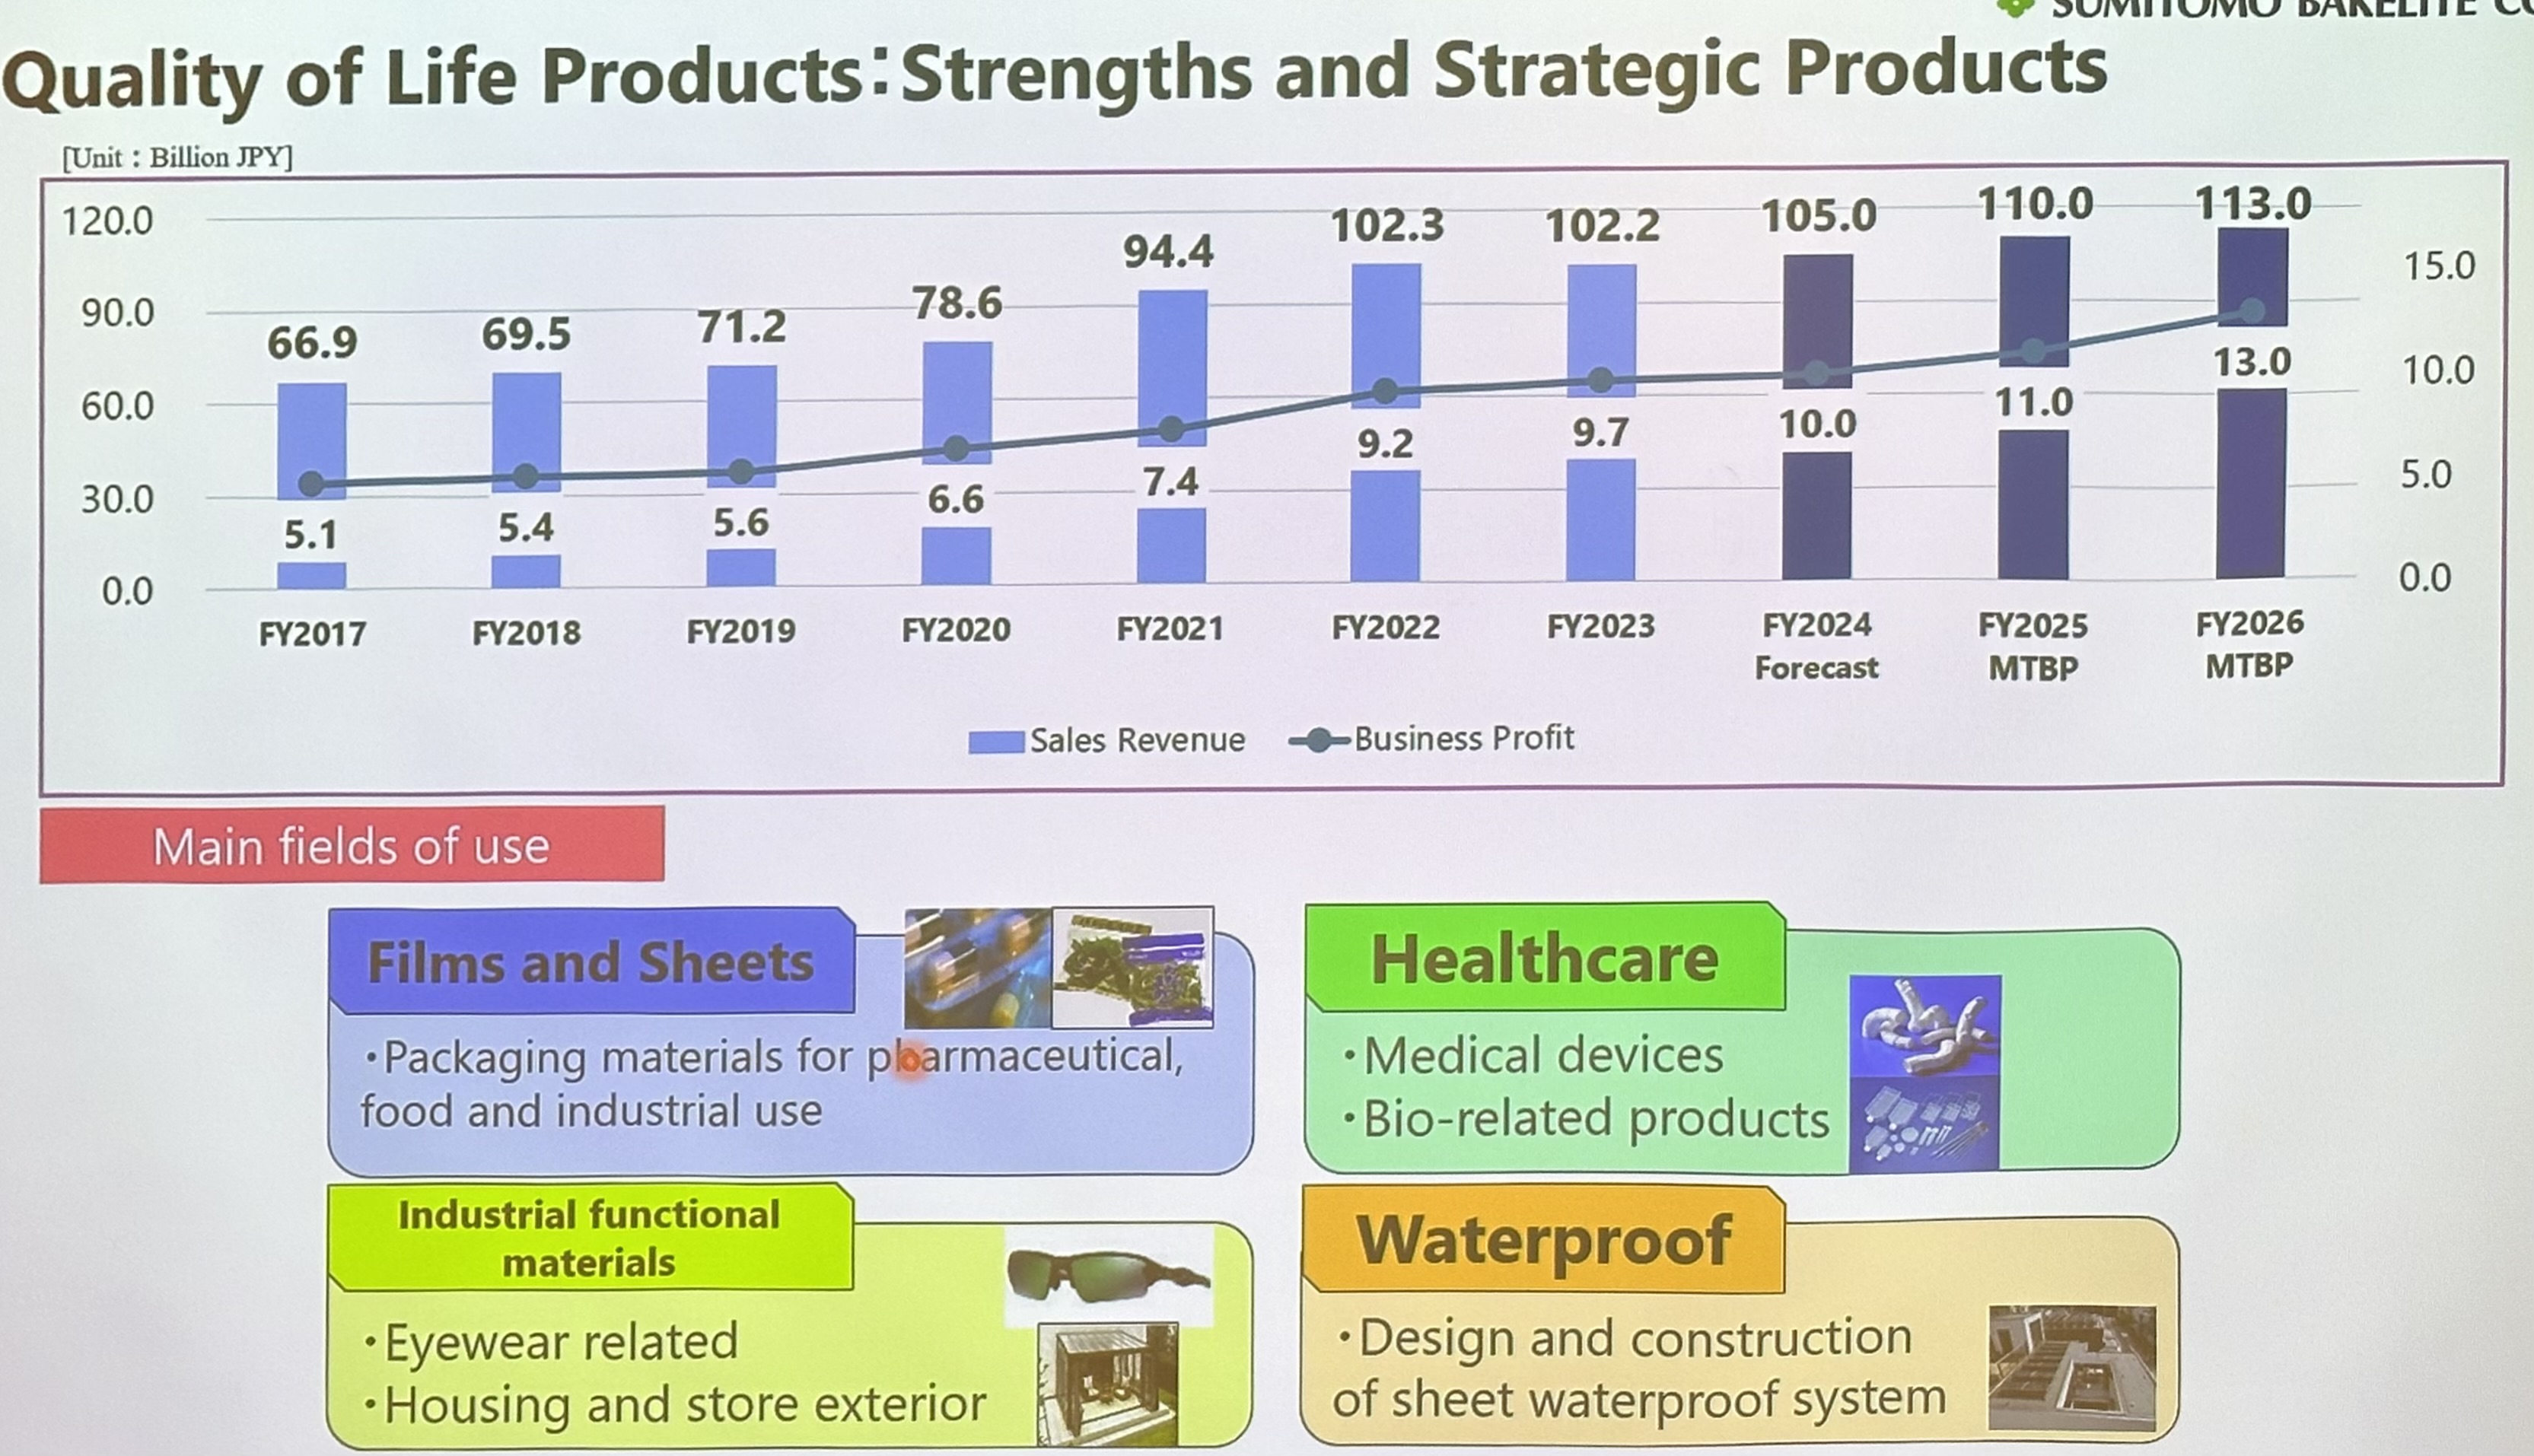 SUMITOMO BAKELITE
Quality of Life Products:Strengths and Strategic Products
[Unit : Billion JPY]
120.0
90.0
60.0
30.0
0.0
66.9
69.5
71.2
78.6
94.4
102.3
102.2
105.0
110.0
113.0
5.1
5.4
5.6
6.6
7.4
9.2
9.7
10.0
11.0
13.0
15.0
10.0
5.0
0.0
FY2017
FY2018
FY2019
FY2020
FY2021
FY2022
FY2023
FY2024
Forecast
FY2025
MTBP
FY2026
MTBP
Sales Revenue
Business Profit
Main fields of use
Films and Sheets
・Packaging materials for pharmaceutical,
food and industrial use
Healthcare
・Medical devices
・Bio-related products
Industrial functional
materials
・Eyewear related
・Housing and store exterior
Waterproof
・Design and construction
of sheet waterproof system